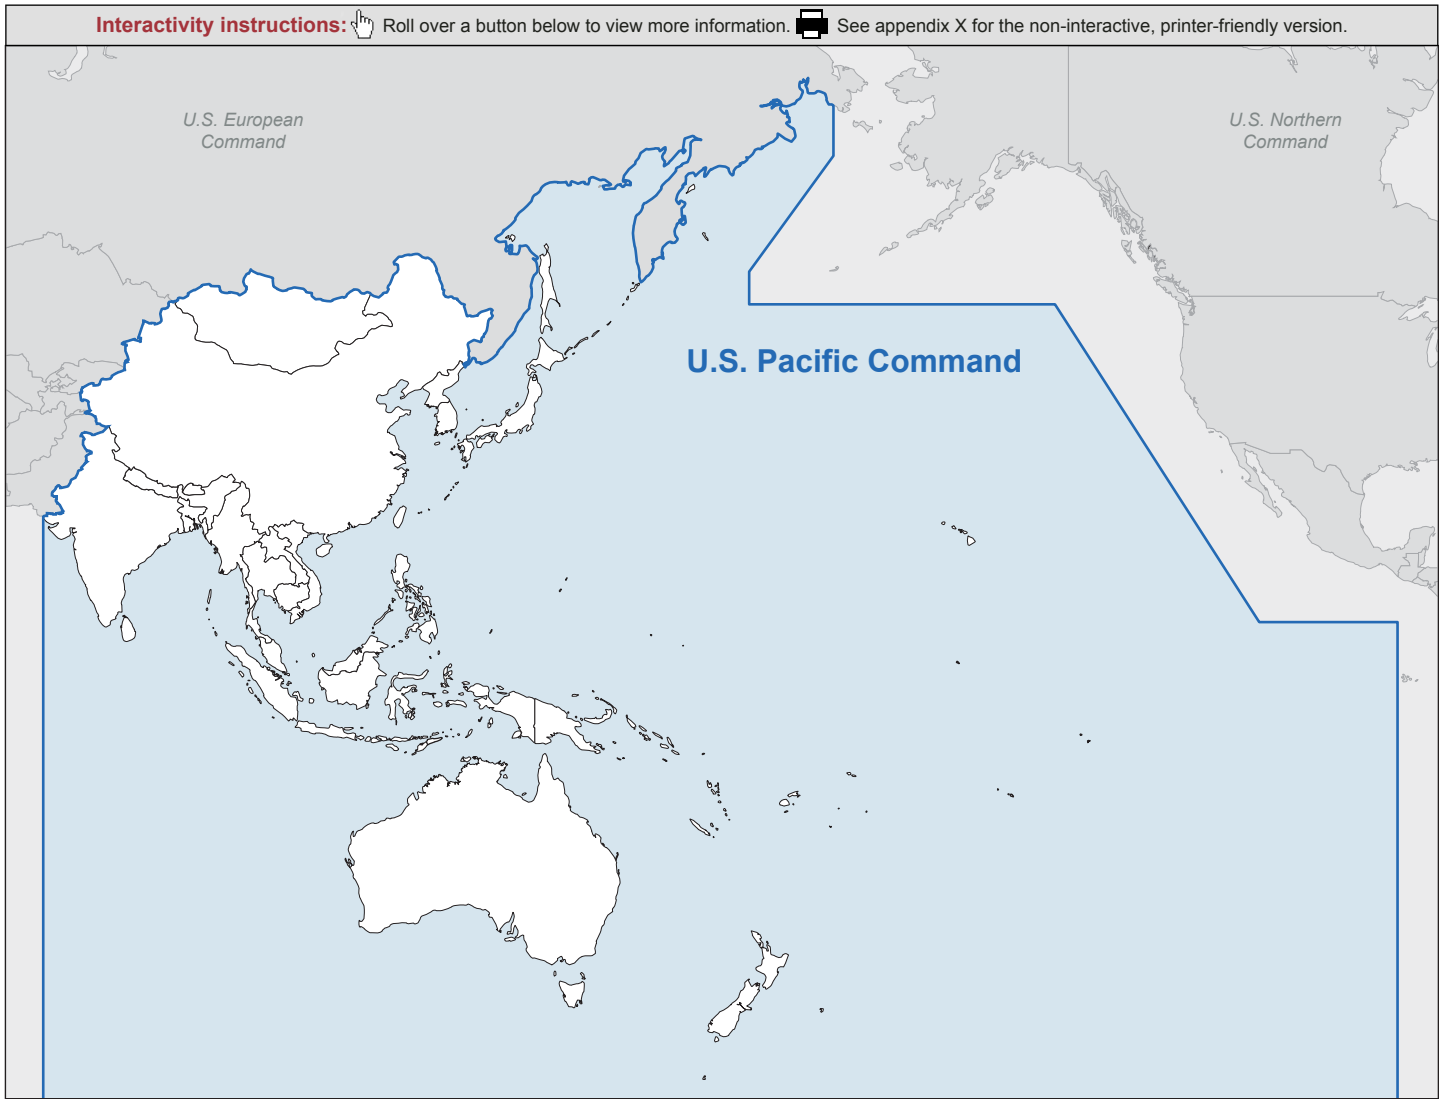 Interactivity instructions: Roll over a button below to view more information. See appendix X for the non-interactive, printer-friendly version.
U.S. European
Command
U.S. Northern
Command
U.S. Pacific Command